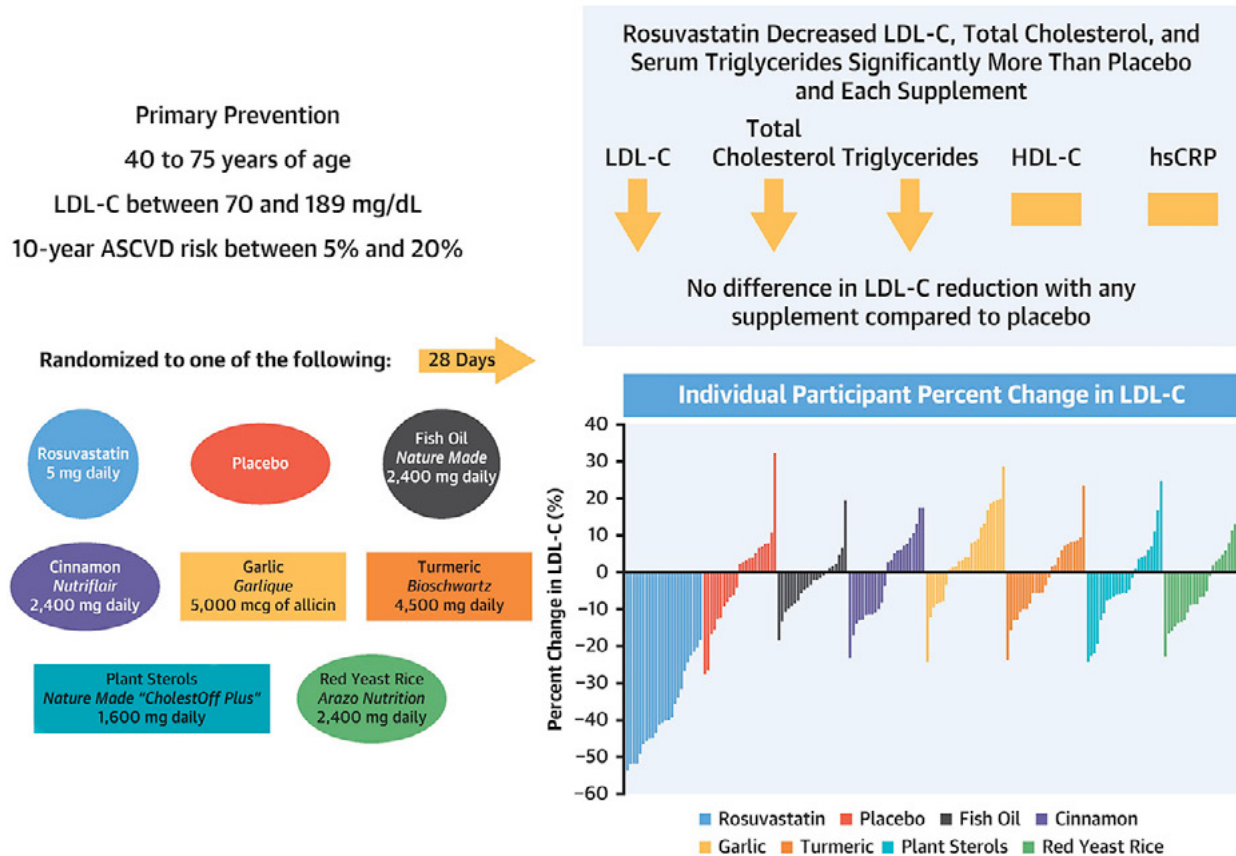 Primary Prevention
40 to 75 years of age
LDL-C between 70 and 189 mg/dL
10-year ASCVD risk between 5% and 20%
Randomized to one of the following:
28 Days
Rosuvastatin
5 mg daily
Placebo
Fish Oil
Nature Made
2,400 mg daily
Cinnamon
Nutriflair
2,400 mg daily
Garlic
Garlique
5,000 mcg of allicin
Turmeric
Bioschwartz
4,500 mg daily
Plant Sterols
Nature Made "CholestOff Plus"
1,600 mg daily
Red Yeast Rice
Arazo Nutrition
2,400 mg daily
Rosuvastatin Decreased LDL-C, Total Cholesterol, and
Serum Triglycerides Significantly More Than Placebo
and Each Supplement
LDL-C
Total
Cholesterol
Triglycerides
HDL-C
hsCRP
No difference in LDL-C reduction with any
supplement compared to placebo
Individual Participant Percent Change in LDL-C
Percent Change in LDL-C (%)
40
30
20
10
0
−10
−20
−30
−40
−50
−60
Rosuvastatin Placebo Fish Oil Cinnamon
Garlic Turmeric Plant Sterols Red Yeast Rice